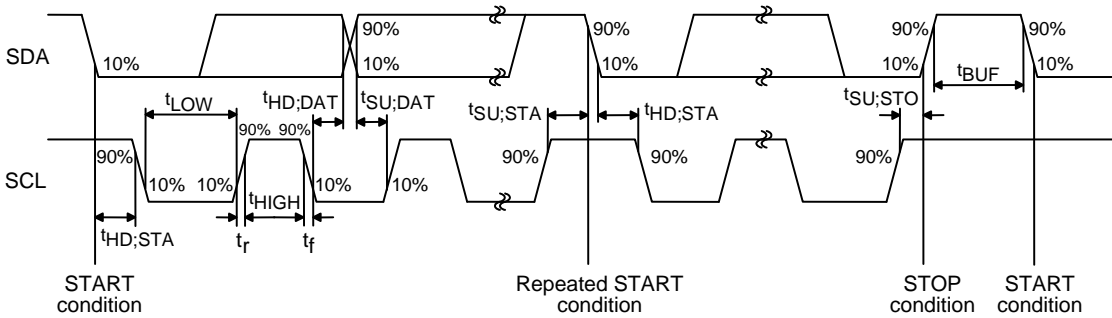 90% 90% 90% 90%
SDA
10% 10% 10% 10% 10%
tHD;DAT tSU;DAT tBUF
tLOW tSU;STA tHD;STA tSU;STO
90% 90%
90% 90% 90% 90%
SCL
10% 10% 10% 10%
tHIGH
tHD;STA tr tf
START
condition
Repeated START
condition
STOP
condition
START
condition